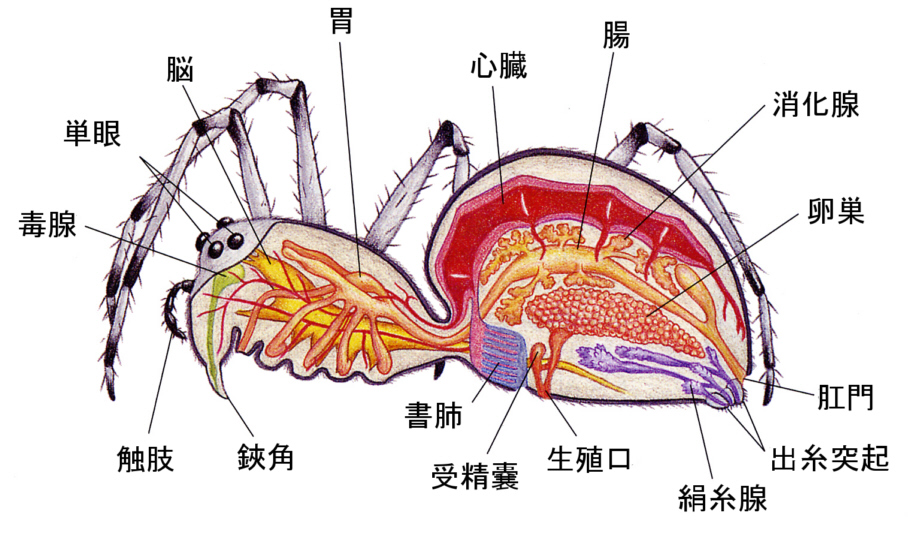 胃
腸
脳
心臓
消化腺
単眼
卵巣
毒腺
肛門
書肺
触肢
鋏角
受精嚢
生殖口
出糸突起
絹糸腺